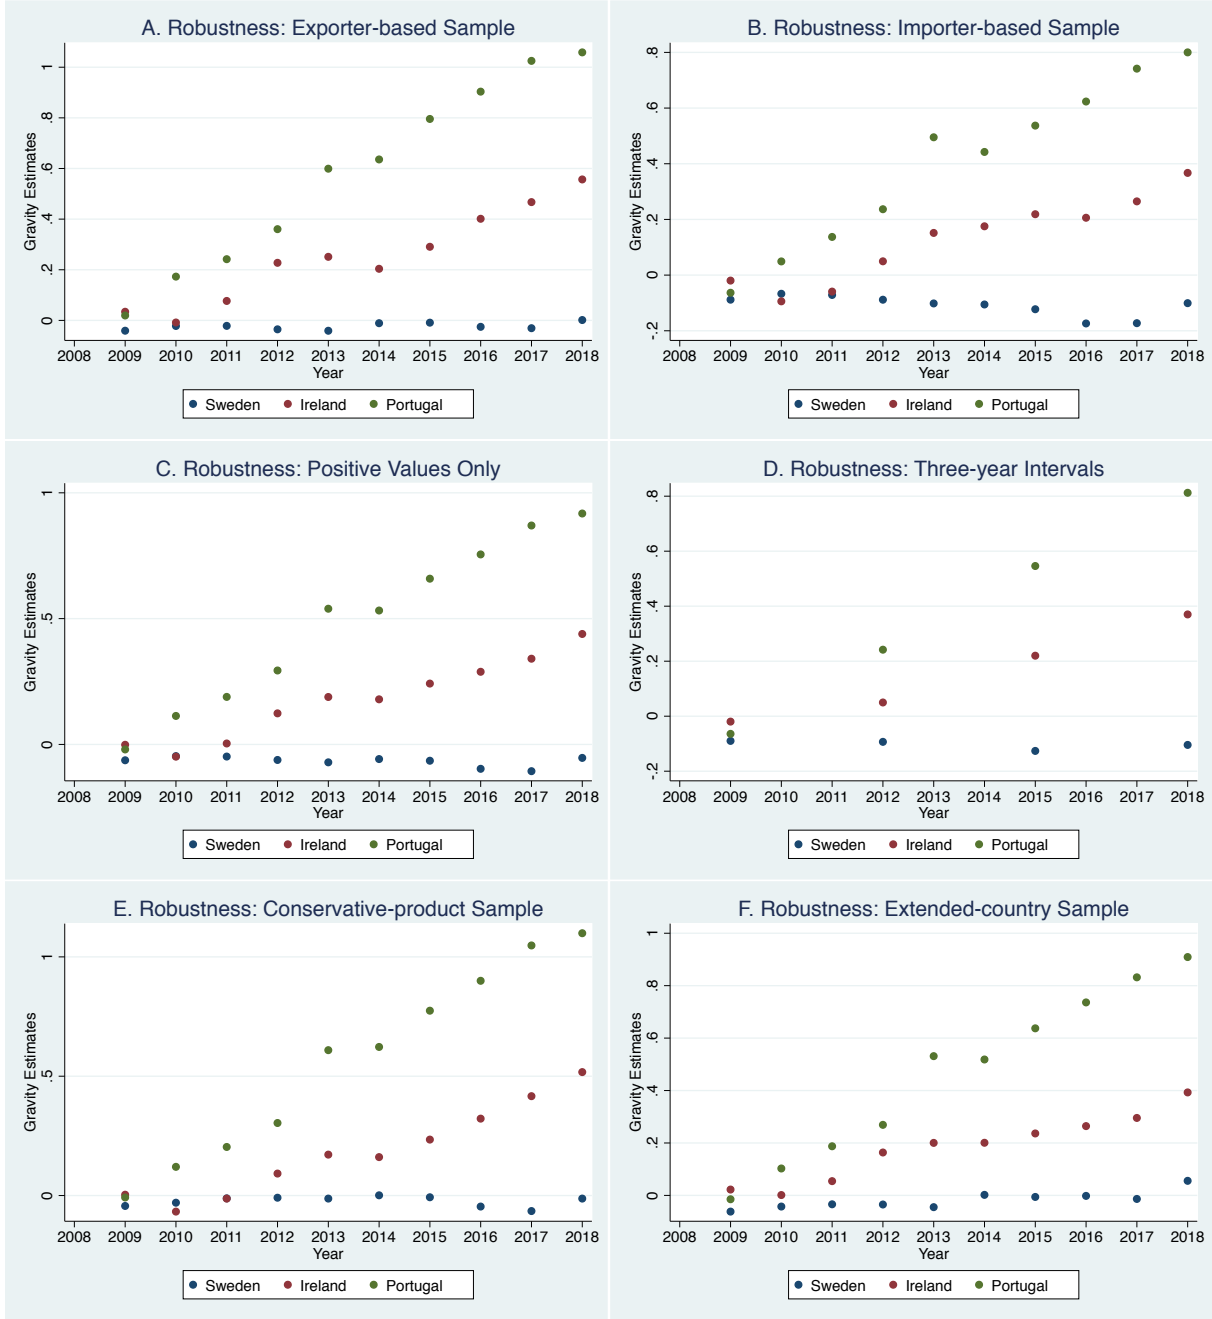 A. Robustness: Exporter-based Sample
Gravity Estimates
1
.8
.6
.4
.2
0
2008 2009 2010 2011 2012 2013 2014 2015 2016 2017 2018
Year
Sweden Ireland Portugal
B. Robustness: Importer-based Sample
Gravity Estimates
.8
.6
.4
.2
0
-.2
2008 2009 2010 2011 2012 2013 2014 2015 2016 2017 2018
Year
Sweden Ireland Portugal
C. Robustness: Positive Values Only
Gravity Estimates
1
.5
0
2008 2009 2010 2011 2012 2013 2014 2015 2016 2017 2018
Year
Sweden Ireland Portugal
D. Robustness: Three-year Intervals
Gravity Estimates
.8
.6
.4
.2
0
-.2
2008 2009 2010 2011 2012 2013 2014 2015 2016 2017 2018
Year
Sweden Ireland Portugal
E. Robustness: Conservative-product Sample
Gravity Estimates
1
.5
0
2008 2009 2010 2011 2012 2013 2014 2015 2016 2017 2018
Year
Sweden Ireland Portugal
F. Robustness: Extended-country Sample
Gravity Estimates
1
.8
.6
.4
.2
0
2008 2009 2010 2011 2012 2013 2014 2015 2016 2017 2018
Year
Sweden Ireland Portugal